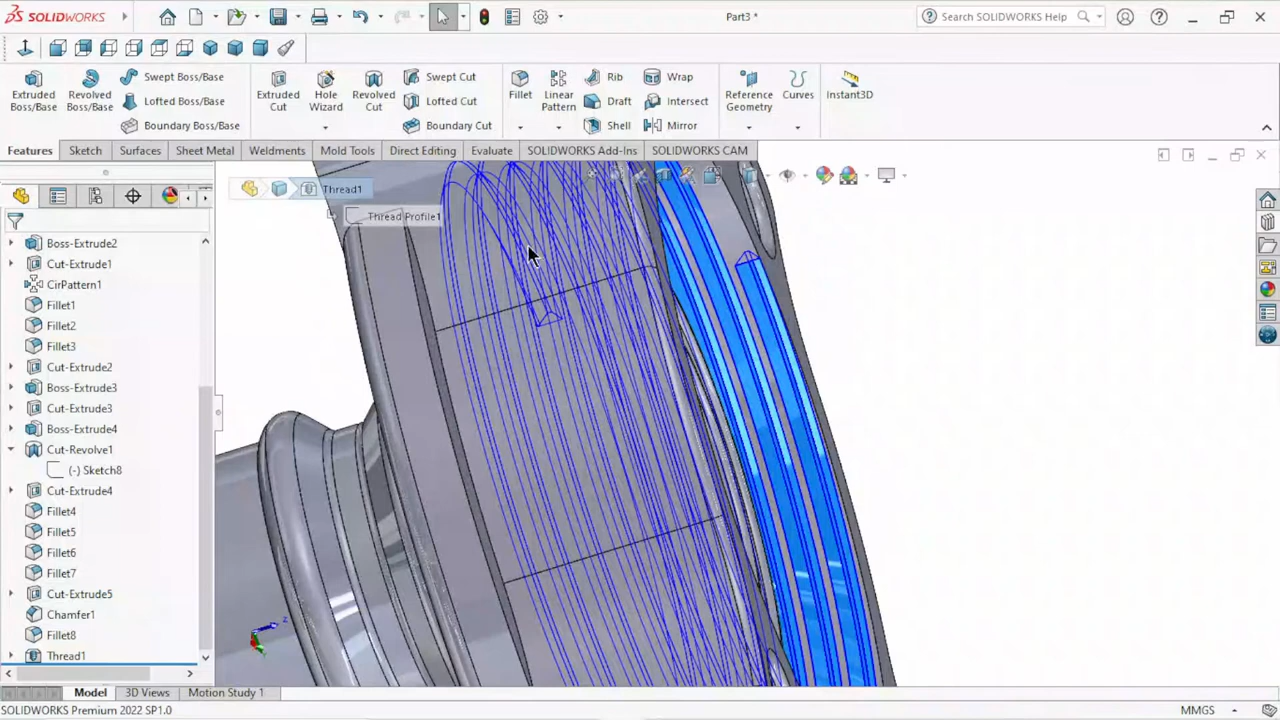 SOLIDWORKS
Part3 *
Search SOLIDWORKS Help
Extruded Boss/Base
Revolved Boss/Base
Swept Boss/Base
Lofted Boss/Base
Boundary Boss/Base
Extruded Cut
Hole Wizard
Revolved Cut
Swept Cut
Lofted Cut
Boundary Cut
Fillet
Linear Pattern
Rib
Draft
Shell
Wrap
Intersect
Mirror
Reference Geometry
Curves
Instant3D
Features
Sketch
Surfaces
Sheet Metal
Weldments
Mold Tools
Direct Editing
Evaluate
SOLIDWORKS Add-Ins
SOLIDWORKS CAM
Thread1
Thread Profile1
Boss-Extrude2
Cut-Extrude1
CirPattern1
Fillet1
Fillet2
Fillet3
Cut-Extrude2
Boss-Extrude3
Cut-Extrude3
Boss-Extrude4
Cut-Revolve1
(-) Sketch8
Cut-Extrude4
Fillet4
Fillet5
Fillet6
Fillet7
Cut-Extrude5
Chamfer1
Fillet8
Thread1
z
Model
3D Views
Motion Study 1
SOLIDWORKS Premium 2022 SP1.0
MMGS